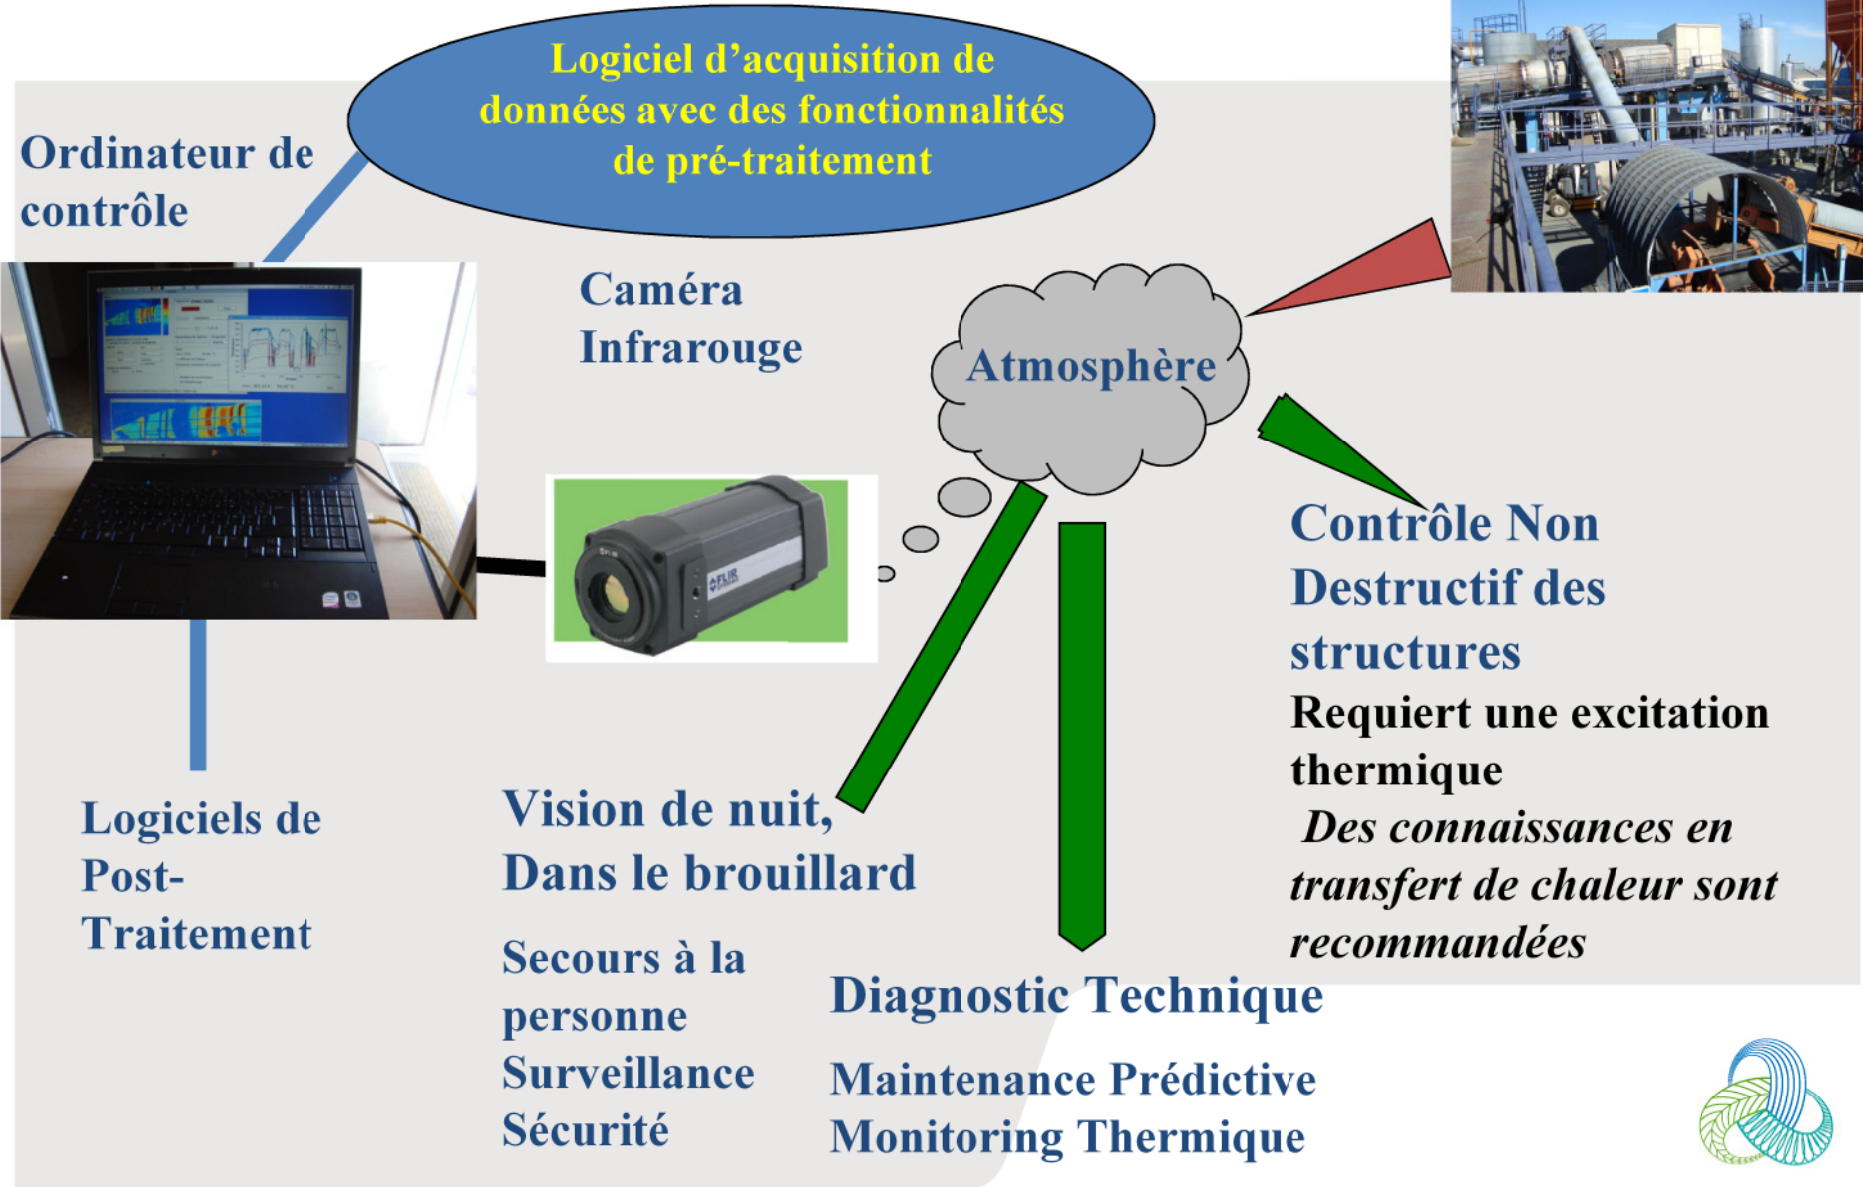 Logiciel d’acquisition de
données avec des fonctionnalités
de pré-traitement
Ordinateur de
contrôle
Caméra
Infrarouge
Atmosphère
FLIR
Contrôle Non
Destructif des
structures
Requiert une excitation
thermique
Des connaissances en
transfert de chaleur sont
recommandées
Logiciels de
Post-
Traitement
Vision de nuit,
Dans le brouillard
Secours à la
personne
Surveillance
Sécurité
Diagnostic Technique
Maintenance Prédictive
Monitoring Thermique